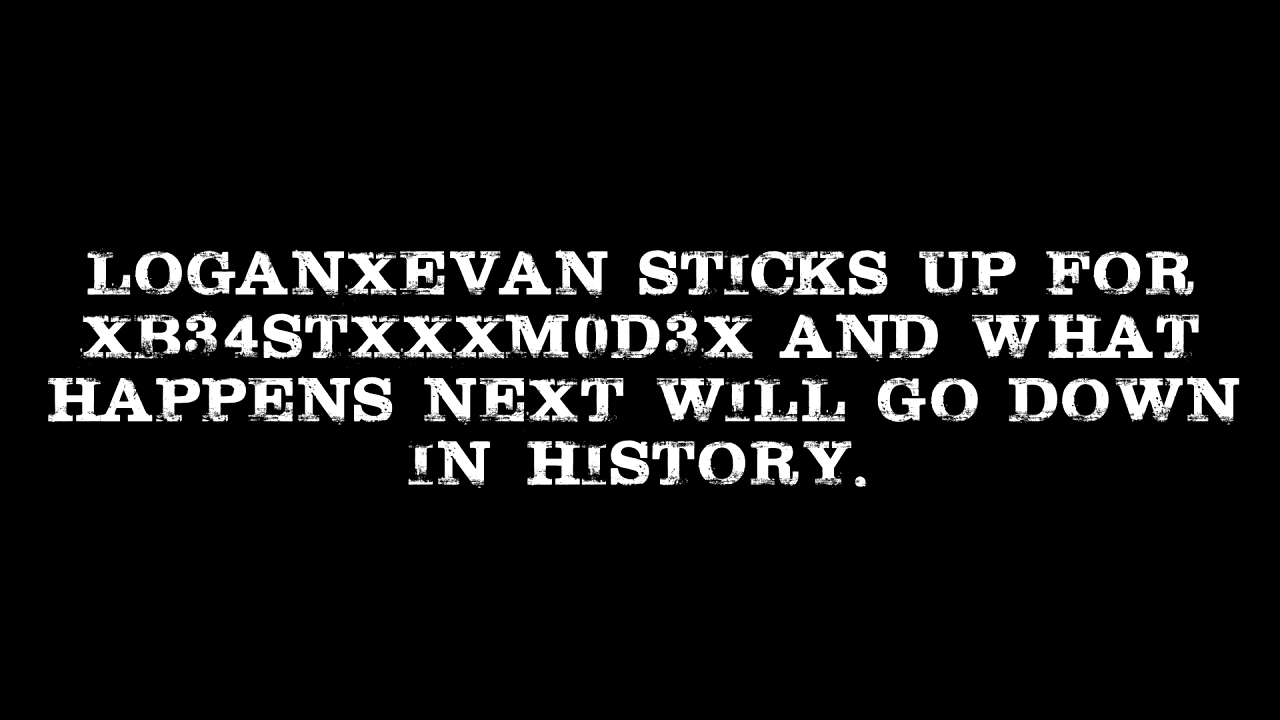 LOGANXEVAN STICKS UP FOR
XB34STXXXM0D3X AND WHAT
HAPPENS NEXT WILL GO DOWN
IN HISTORY.